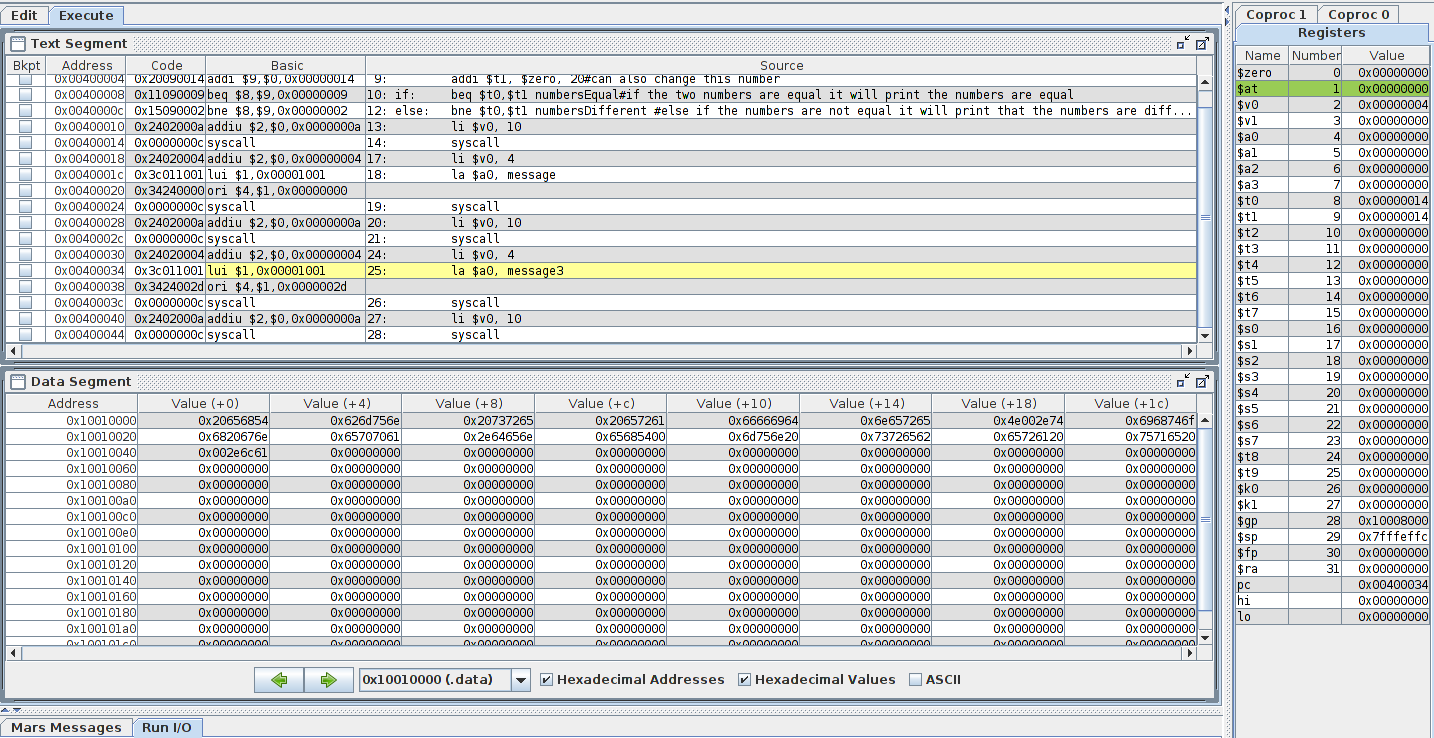 Edit Execute
Text Segment
Bkpt Address Code Basic Source
0x00400004 0x20090014 addi $9,$0,0x00000014 9: addi $t1, $zero, 20#can also change this number
0x00400008 0x11090009 beq $8,$9,0x00000009 10: if: beq $t0,$t1 numbersEqual#if the two numbers are equal it will print the numbers are equal
0x0040000c 0x15090002 bne $8,$9,0x00000002 12: else: bne $t0,$t1 numbersDifferent #else if the numbers are not equal it will print that the numbers are diff...
0x00400010 0x2402000a addiu $2,$0,0x0000000a 13: li $v0, 10
0x00400014 0x0000000c syscall 14: syscall
0x00400018 0x24020004 addiu $2,$0,0x00000004 17: li $v0, 4
0x0040001c 0x3c011001 lui $1,0x00001001 18: la $a0, message
0x00400020 0x34240000 ori $4,$1,0x00000000
0x00400024 0x0000000c syscall 19: syscall
0x00400028 0x2402000a addiu $2,$0,0x0000000a 20: li $v0, 10
0x0040002c 0x0000000c syscall 21: syscall
0x00400030 0x24020004 addiu $2,$0,0x00000004 24: li $v0, 4
0x00400034 0x3c011001 lui $1,0x00001001 25: la $a0, message3
0x00400038 0x3424002d ori $4,$1,0x0000002d
0x0040003c 0x0000000c syscall 26: syscall
0x00400040 0x2402000a addiu $2,$0,0x0000000a 27: li $v0, 10
0x00400044 0x0000000c syscall 28: syscall
Data Segment
Address Value (+0) Value (+4) Value (+8) Value (+c) Value (+10) Value (+14) Value (+18) Value (+1c)
0x10010000 0x20656854 0x626d756e 0x20737265 0x20657261 0x66666964 0x6e657265 0x4e002e74 0x6968746f
0x10010020 0x6820676e 0x65707061 0x2e64656e 0x65685400 0x6d756e20 0x73726562 0x65726120 0x75716520
0x10010040 0x002e6c61 0x00000000 0x00000000 0x00000000 0x00000000 0x00000000 0x00000000 0x00000000
0x10010060 0x00000000 0x00000000 0x00000000 0x00000000 0x00000000 0x00000000 0x00000000 0x00000000
0x10010080 0x00000000 0x00000000 0x00000000 0x00000000 0x00000000 0x00000000 0x00000000 0x00000000
0x100100a0 0x00000000 0x00000000 0x00000000 0x00000000 0x00000000 0x00000000 0x00000000 0x00000000
0x100100c0 0x00000000 0x00000000 0x00000000 0x00000000 0x00000000 0x00000000 0x00000000 0x00000000
0x100100e0 0x00000000 0x00000000 0x00000000 0x00000000 0x00000000 0x00000000 0x00000000 0x00000000
0x10010100 0x00000000 0x00000000 0x00000000 0x00000000 0x00000000 0x00000000 0x00000000 0x00000000
0x10010120 0x00000000 0x00000000 0x00000000 0x00000000 0x00000000 0x00000000 0x00000000 0x00000000
0x10010140 0x00000000 0x00000000 0x00000000 0x00000000 0x00000000 0x00000000 0x00000000 0x00000000
0x10010160 0x00000000 0x00000000 0x00000000 0x00000000 0x00000000 0x00000000 0x00000000 0x00000000
0x10010180 0x00000000 0x00000000 0x00000000 0x00000000 0x00000000 0x00000000 0x00000000 0x00000000
0x100101a0 0x00000000 0x00000000 0x00000000 0x00000000 0x00000000 0x00000000 0x00000000 0x00000000
0x100101c0 0x00000000 0x00000000 0x00000000 0x00000000 0x00000000 0x00000000 0x00000000 0x00000000
0x10010000 (.data) Hexadecimal Addresses Hexadecimal Values ASCII
Mars Messages Run I/O
Coproc 1 Coproc 0
Registers
Name Number Value
$zero 0 0x00000000
$at 1 0x00000000
$v0 2 0x00000004
$v1 3 0x00000000
$a0 4 0x00000000
$a1 5 0x00000000
$a2 6 0x00000000
$a3 7 0x00000000
$t0 8 0x00000014
$t1 9 0x00000014
$t2 10 0x00000000
$t3 11 0x00000000
$t4 12 0x00000000
$t5 13 0x00000000
$t6 14 0x00000000
$t7 15 0x00000000
$s0 16 0x00000000
$s1 17 0x00000000
$s2 18 0x00000000
$s3 19 0x00000000
$s4 20 0x00000000
$s5 21 0x00000000
$s6 22 0x00000000
$s7 23 0x00000000
$t8 24 0x00000000
$t9 25 0x00000000
$k0 26 0x00000000
$k1 27 0x00000000
$gp 28 0x10008000
$sp 29 0x7fffeffc
$fp 30 0x00000000
$ra 31 0x00000000
pc 0x00400034
hi 0x00000000
lo 0x00000000